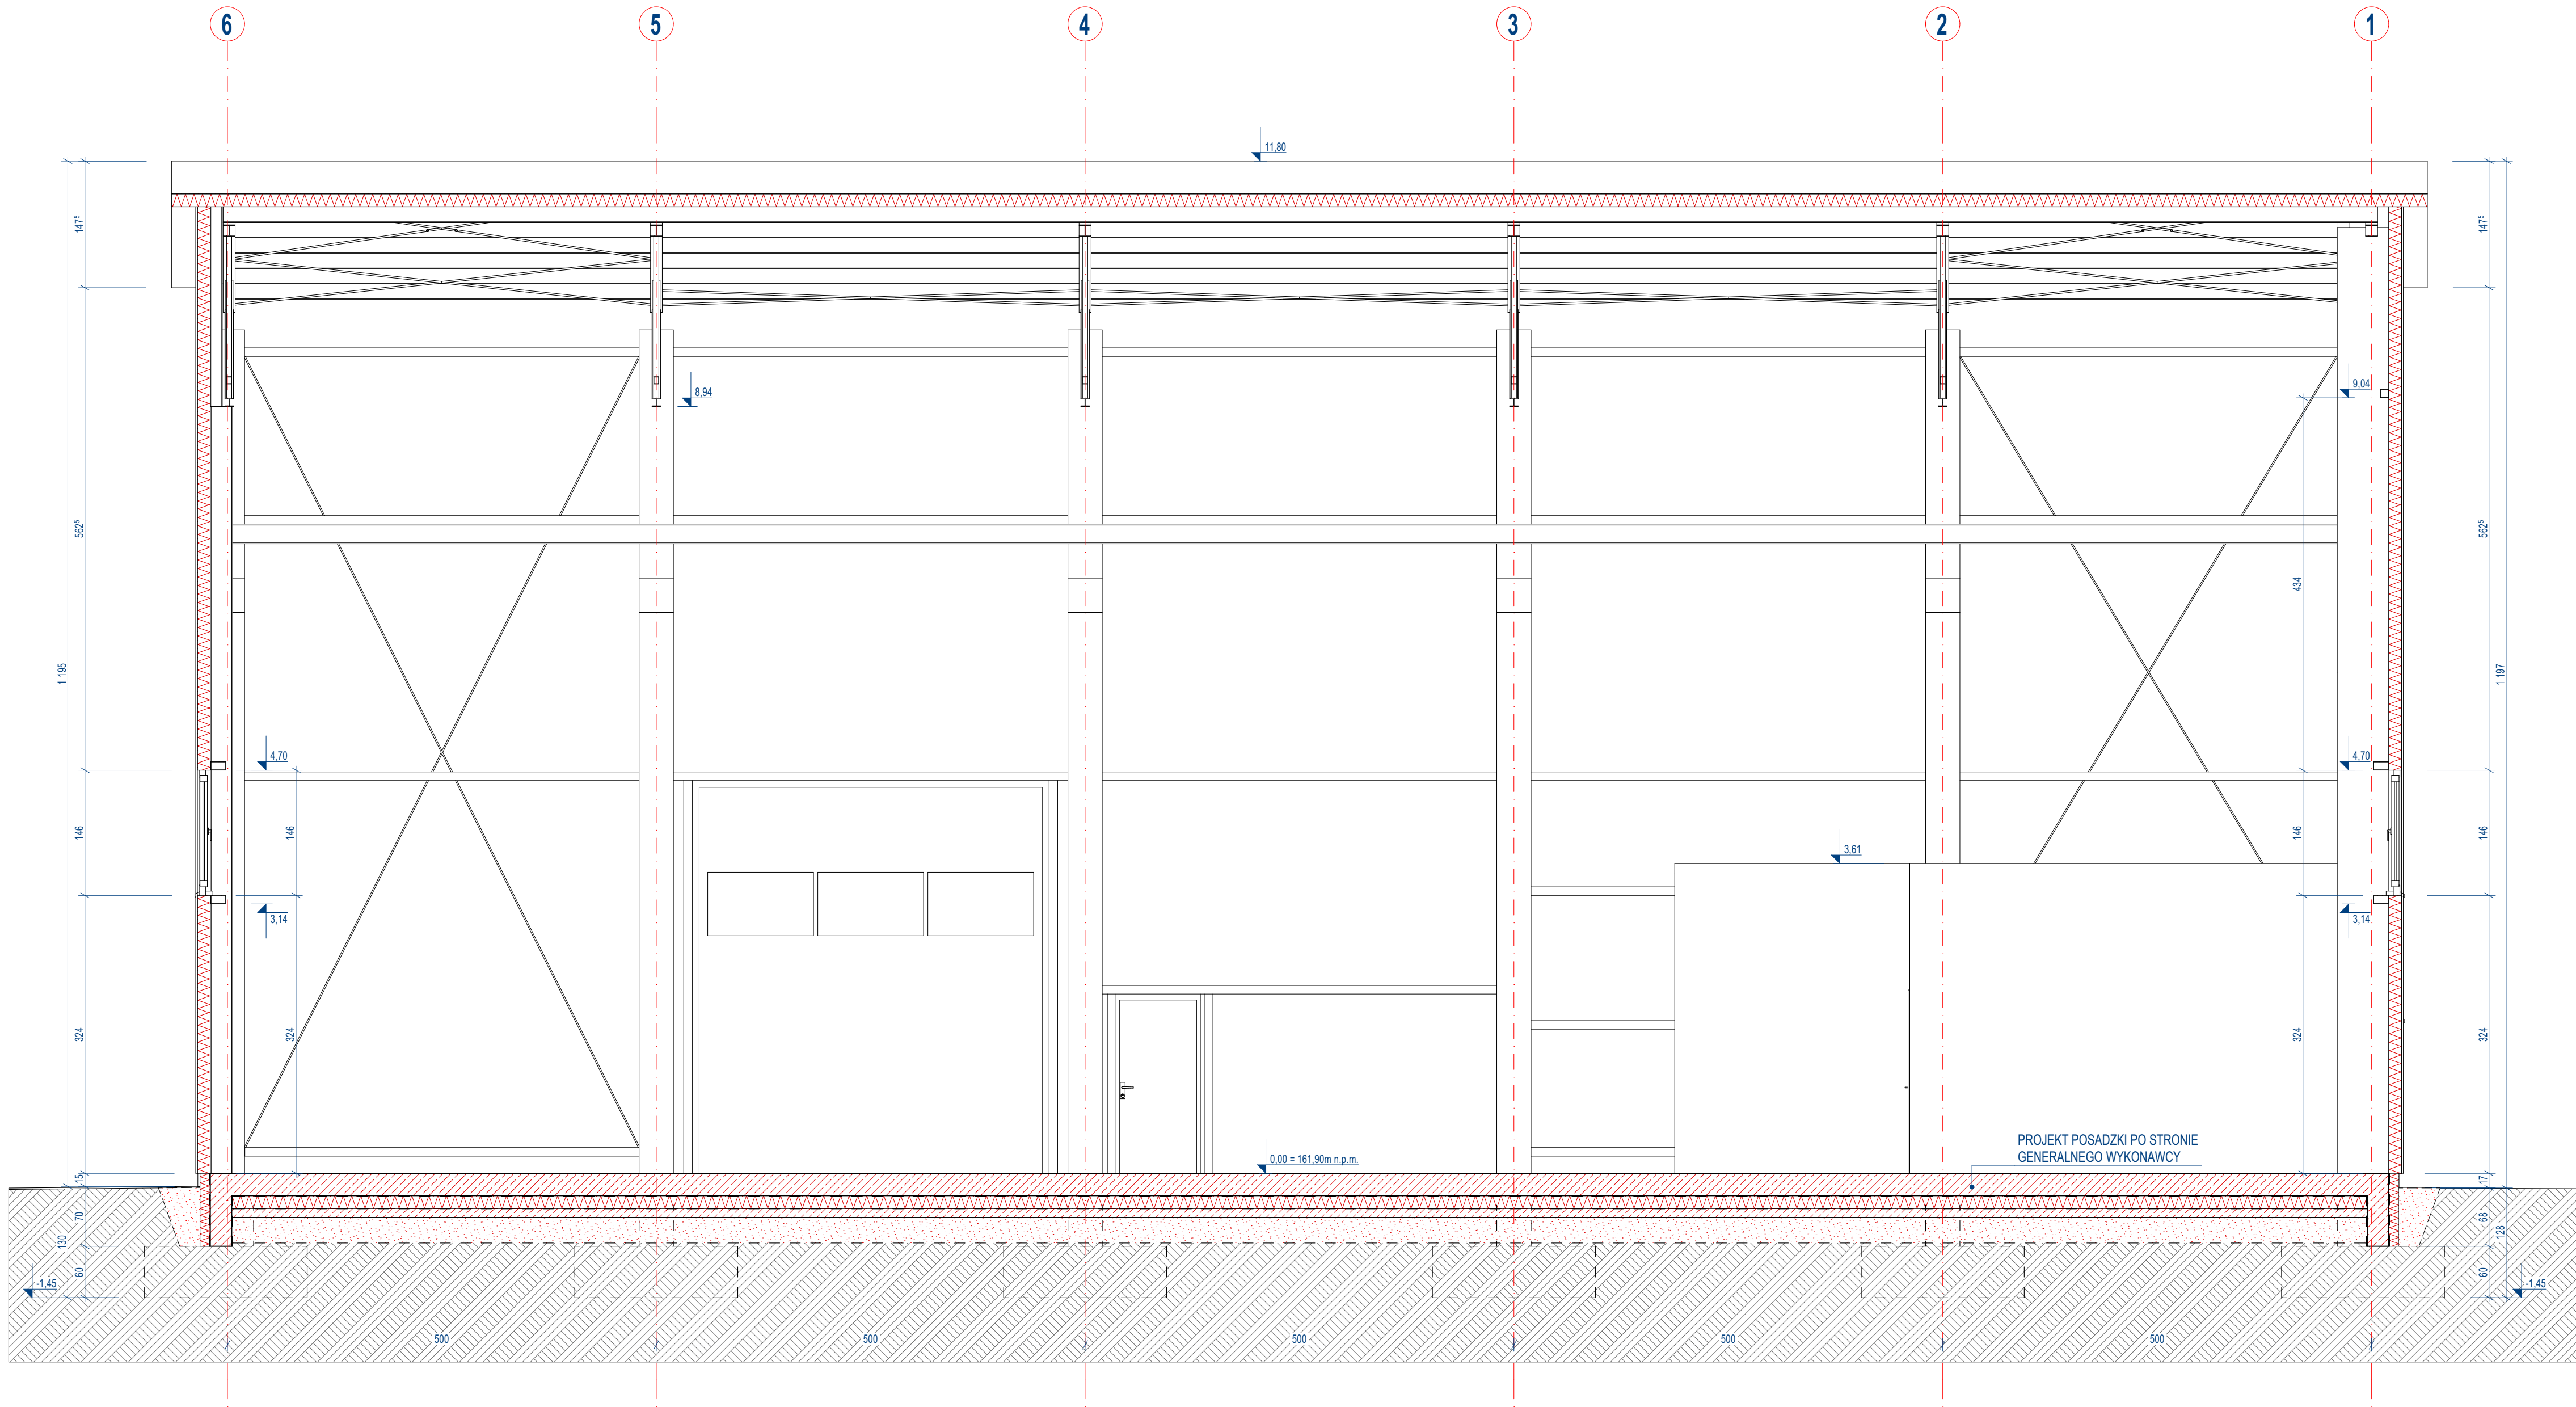 6 5 4 3 2 1
11,80
147⁵ 147⁵
8,94 9,04
562⁵ 434 562⁵
1 195 1 197
4,70 4,70
146 146 146 146
3,61
3,14 3,14
324 324 324 324
PROJEKT POSADZKI PO STRONIE
GENERALNEGO WYKONAWCY
0,00 = 161,90m n.p.m.
15 17
70 68
130 128
60 60
-1,45 -1,45
500 500 500 500 500